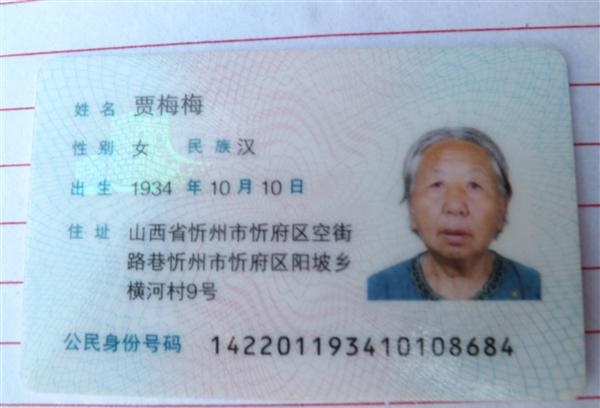 姓名 贾梅梅
性别 女 民族 汉
出生 1934 年 10 月 10 日
住址 山西省忻州市忻府区空街
路巷忻州市忻府区阳坡乡
横河村9号
公民身份号码 142201193410108684